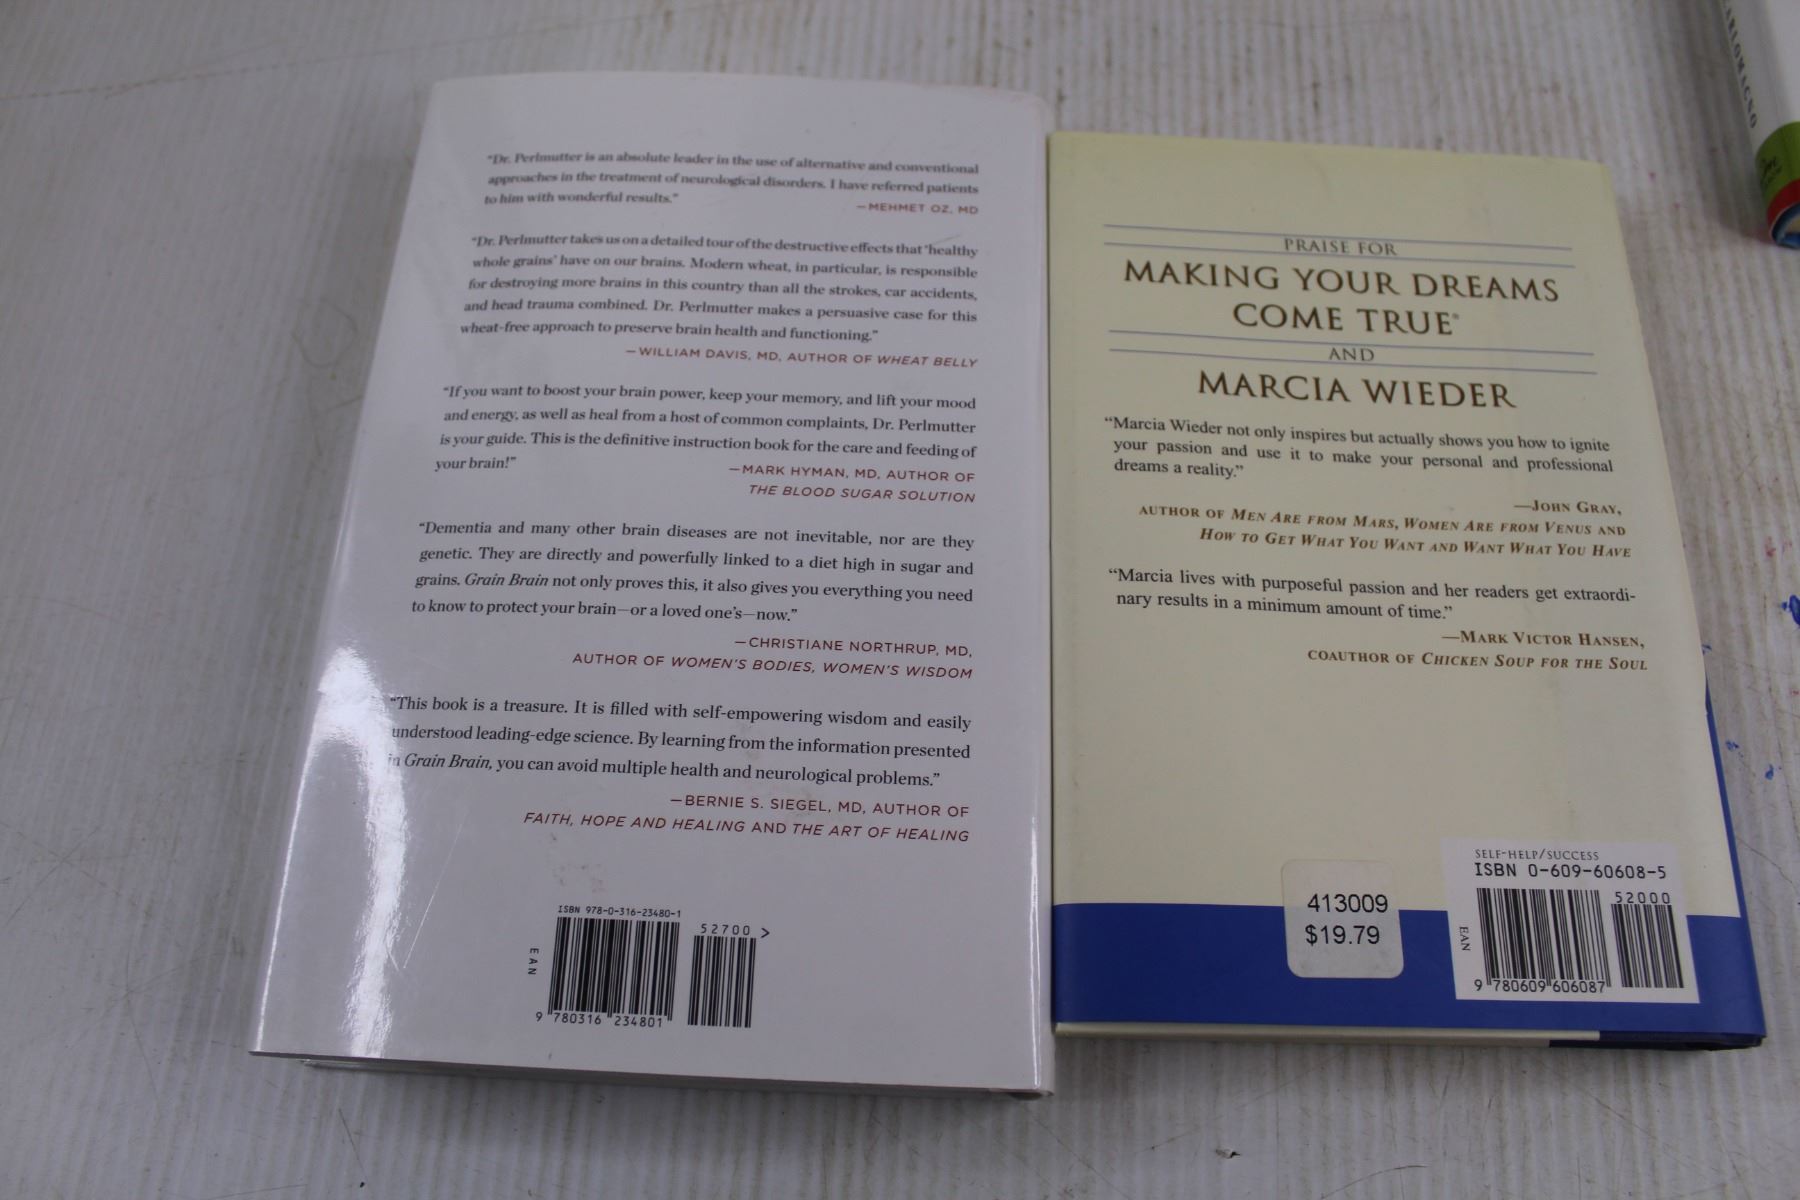 "Dr. Perlmutter is an absolute leader in the use of alternative and conventional
approaches in the treatment of neurological disorders. I have referred patients
to him with wonderful results."
—MEHMET OZ, MD
"Dr. Perlmutter takes us on a detailed tour of the destructive effects that 'healthy
whole grains' have on our brains. Modern wheat, in particular, is responsible
for destroying more brains in this country than all the strokes, car accidents,
and head trauma combined. Dr. Perlmutter makes a persuasive case for this
wheat-free approach to preserve brain health and functioning."
—WILLIAM DAVIS, MD, AUTHOR OF WHEAT BELLY
"If you want to boost your brain power, keep your memory, and lift your mood
and energy, as well as heal from a host of common complaints, Dr. Perlmutter
is your guide. This is the definitive instruction book for the care and feeding of
your brain!"
—MARK HYMAN, MD, AUTHOR OF
THE BLOOD SUGAR SOLUTION
"Dementia and many other brain diseases are not inevitable, nor are they
genetic. They are directly and powerfully linked to a diet high in sugar and
grains. Grain Brain not only proves this, it also gives you everything you need
to know to protect your brain—or a loved one's—now."
—CHRISTIANE NORTHRUP, MD,
AUTHOR OF WOMEN'S BODIES, WOMEN'S WISDOM
"This book is a treasure. It is filled with self-empowering wisdom and easily
understood leading-edge science. By learning from the information presented
in Grain Brain, you can avoid multiple health and neurological problems."
—BERNIE S. SIEGEL, MD, AUTHOR OF
FAITH, HOPE AND HEALING AND THE ART OF HEALING
ISBN 978-0-316-23480-1
52700 >
EAN
9 780316 234801
PRAISE FOR
MAKING YOUR DREAMS
COME TRUE®
AND
MARCIA WIEDER
"Marcia Wieder not only inspires but actually shows you how to ignite
your passion and use it to make your personal and professional
dreams a reality."
—JOHN GRAY,
AUTHOR OF MEN ARE FROM MARS, WOMEN ARE FROM VENUS AND
HOW TO GET WHAT YOU WANT AND WANT WHAT YOU HAVE
"Marcia lives with purposeful passion and her readers get extraordi-
nary results in a minimum amount of time."
—MARK VICTOR HANSEN,
COAUTHOR OF CHICKEN SOUP FOR THE SOUL
413009
$19.79
SELF-HELP/SUCCESS
ISBN 0-609-60608-5
52000
EAN
9 780609 606087